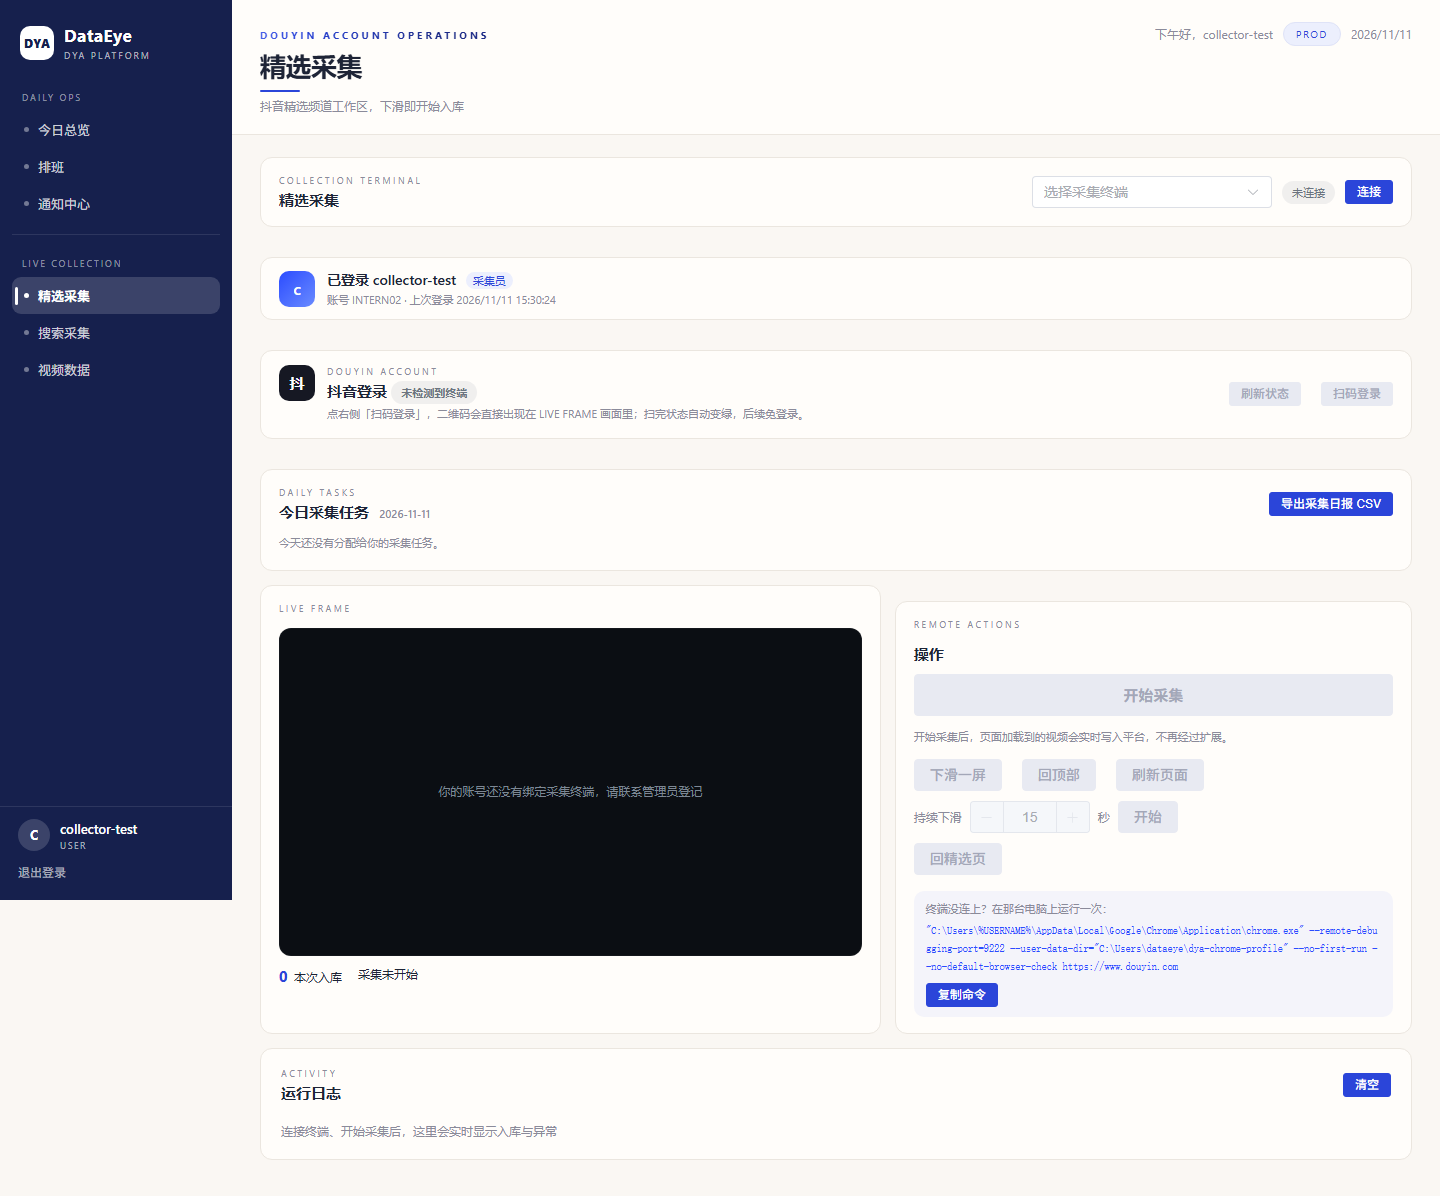 DYA
DataEye
DYA PLATFORM
DAILY OPS
今日总览
排班
通知中心
LIVE COLLECTION
精选采集
搜索采集
视频数据
C
collector-test
USER
退出登录
DOUYIN ACCOUNT OPERATIONS
精选采集
抖音精选频道工作区，下滑即开始入库
下午好，collector-test
PROD
2026/11/11
COLLECTION TERMINAL
精选采集
选择采集终端
未连接
连接
C
已登录 collector-test
采集员
账号 INTERN02 · 上次登录 2026/11/11 15:30:24
抖
DOUYIN ACCOUNT
抖音登录
未检测到终端
点右侧「扫码登录」，二维码会直接出现在 LIVE FRAME 画面里；扫完状态自动变绿，后续免登录。
刷新状态
扫码登录
DAILY TASKS
今日采集任务
2026-11-11
今天还没有分配给你的采集任务。
导出采集日报 CSV
LIVE FRAME
你的账号还没有绑定采集终端，请联系管理员登记
0 本次入库
采集未开始
REMOTE ACTIONS
操作
开始采集
开始采集后，页面加载到的视频会实时写入平台，不再经过扩展。
下滑一屏
回顶部
刷新页面
持续下滑
15
秒
开始
回精选页
终端没连上？在那台电脑上运行一次：
"C:\Users\%USERNAME%\AppData\Local\Google\Chrome\Application\chrome.exe" --remote-debu
gging-port=9222 --user-data-dir="C:\Users\dataeye\dya-chrome-profile" --no-first-run -
-no-default-browser-check https://www.douyin.com
复制命令
ACTIVITY
运行日志
清空
连接终端、开始采集后，这里会实时显示入库与异常